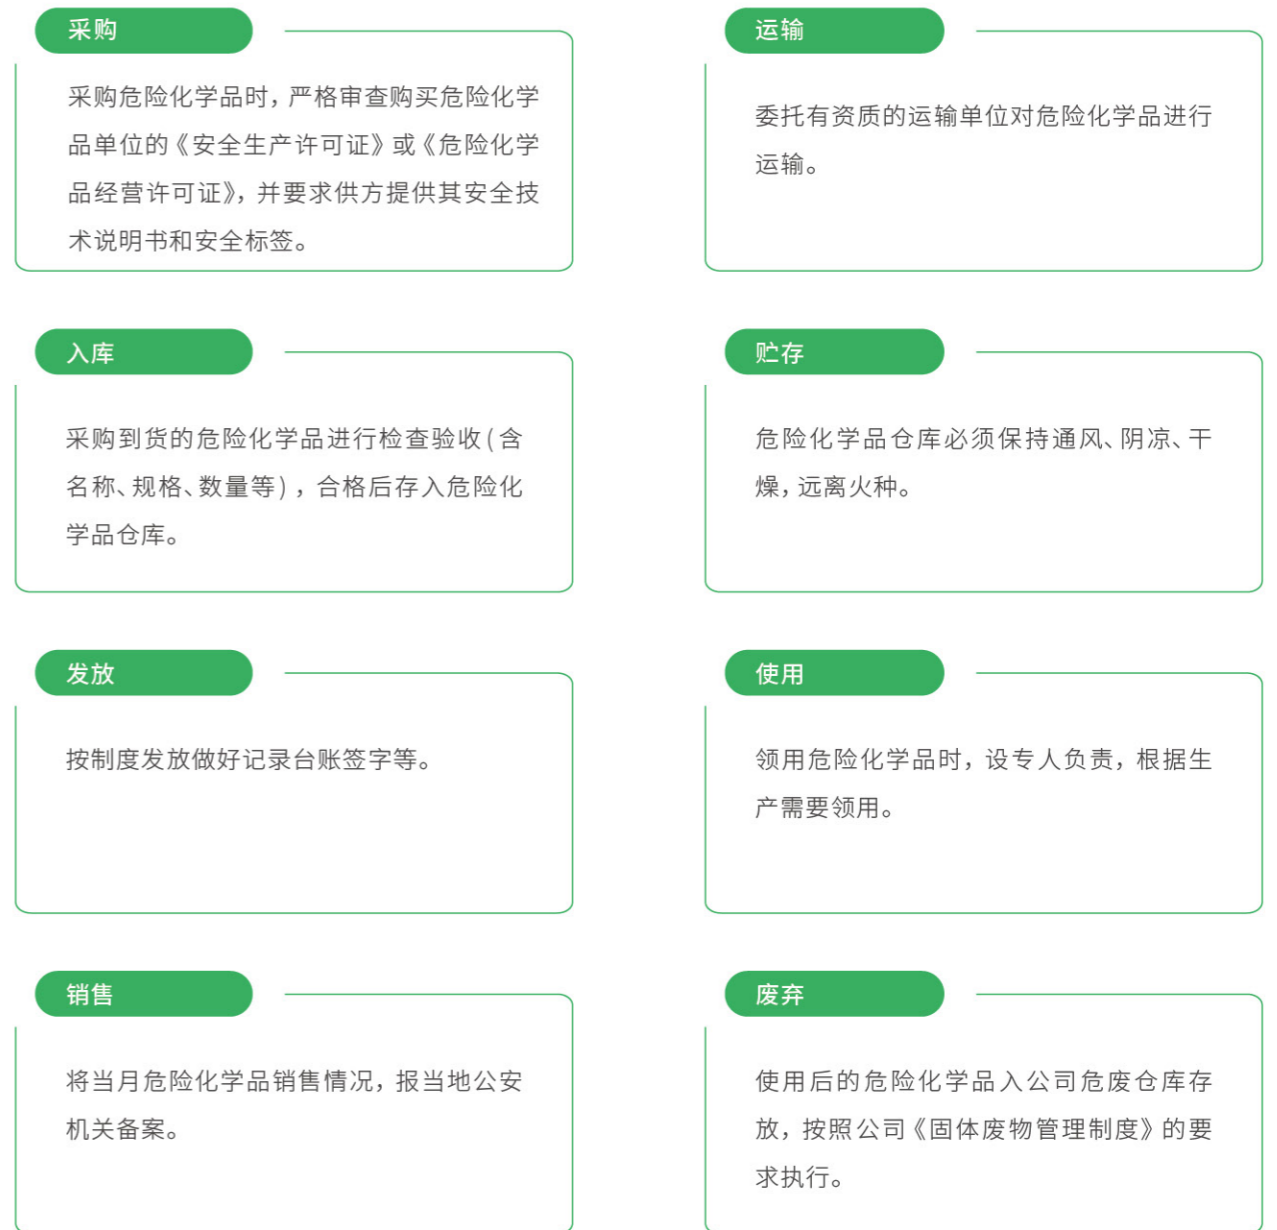 采购
采购危险化学品时，严格审查购买危险化学
品单位的《安全生产许可证》或《危险化学
品经营许可证》，并要求供方提供其安全技
术说明书和安全标签。
运输
委托有资质的运输单位对危险化学品进行
运输。
入库
采购到货的危险化学品进行检查验收(含
名称、规格、数量等)，合格后存入危险化
学品仓库。
贮存
危险化学品仓库必须保持通风、阴凉、干
燥，远离火种。
发放
按制度发放做好记录台账签字等。
使用
领用危险化学品时，设专人负责，根据生
产需要领用。
销售
将当月危险化学品销售情况，报当地公安
机关备案。
废弃
使用后的危险化学品入公司危废仓库存
放，按照公司《固体废物管理制度》的要
求执行。